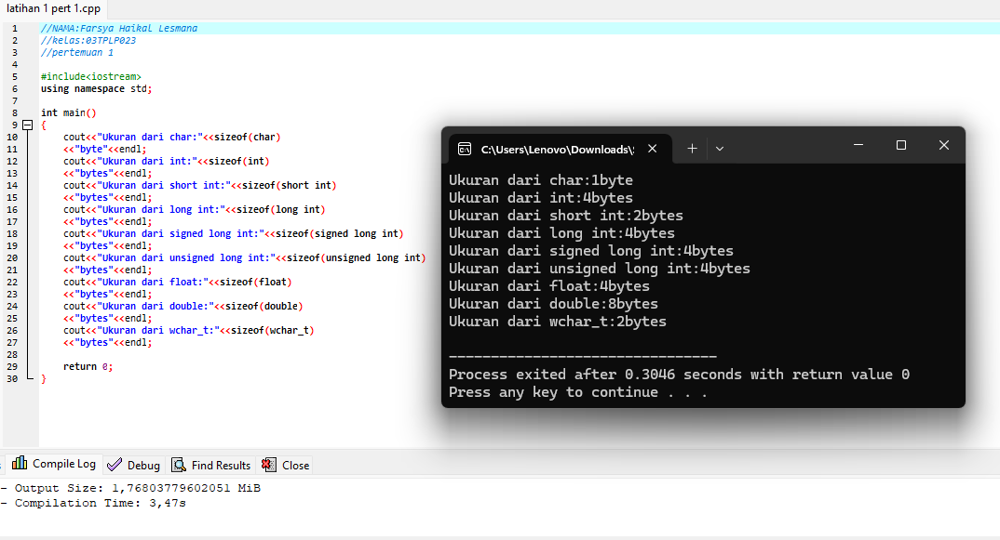 latihan 1 pert 1.cpp
1 //NAMA:Farsya Haikal Lesmana
2 //kelas:03TPLP023
3 //pertemuan 1
4
5 #include<iostream>
6 using namespace std;
7
8 int main()
9 {
10 cout<<"Ukuran dari char:"<<sizeof(char)
11 <<"byte"<<endl;
12 cout<<"Ukuran dari int:"<<sizeof(int)
13 <<"bytes"<<endl;
14 cout<<"Ukuran dari short int:"<<sizeof(short int)
15 <<"bytes"<<endl;
16 cout<<"Ukuran dari long int:"<<sizeof(long int)
17 <<"bytes"<<endl;
18 cout<<"Ukuran dari signed long int:"<<sizeof(signed long int)
19 <<"bytes"<<endl;
20 cout<<"Ukuran dari unsigned long int:"<<sizeof(unsigned long int)
21 <<"bytes"<<endl;
22 cout<<"Ukuran dari float:"<<sizeof(float)
23 <<"bytes"<<endl;
24 cout<<"Ukuran dari double:"<<sizeof(double)
25 <<"bytes"<<endl;
26 cout<<"Ukuran dari wchar_t:"<<sizeof(wchar_t)
27 <<"bytes"<<endl;
28
29 return 0;
30 }
C:\Users\Lenovo\Downloads\
Ukuran dari char:1byte
Ukuran dari int:4bytes
Ukuran dari short int:2bytes
Ukuran dari long int:4bytes
Ukuran dari signed long int:4bytes
Ukuran dari unsigned long int:4bytes
Ukuran dari float:4bytes
Ukuran dari double:8bytes
Ukuran dari wchar_t:2bytes
--------------------------------
Process exited after 0.3046 seconds with return value 0
Press any key to continue . . .
Compile Log Debug Find Results Close
- Output Size: 1,76803779602051 MiB
- Compilation Time: 3,47s